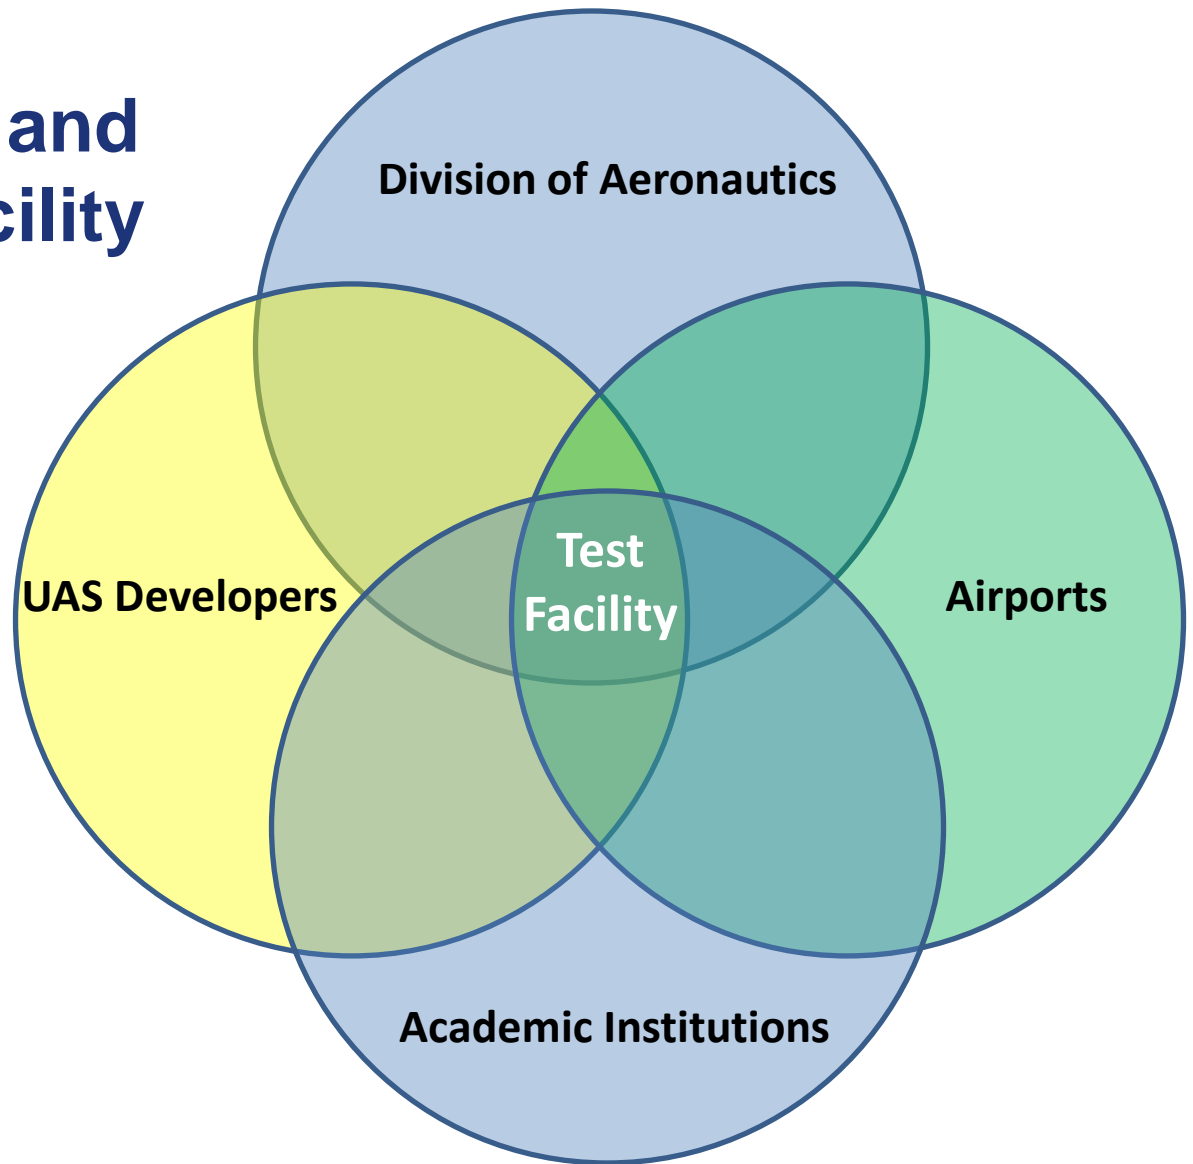 and
cility
Division of Aeronautics
UAS Developers
Test
Facility
Airports
Academic Institutions